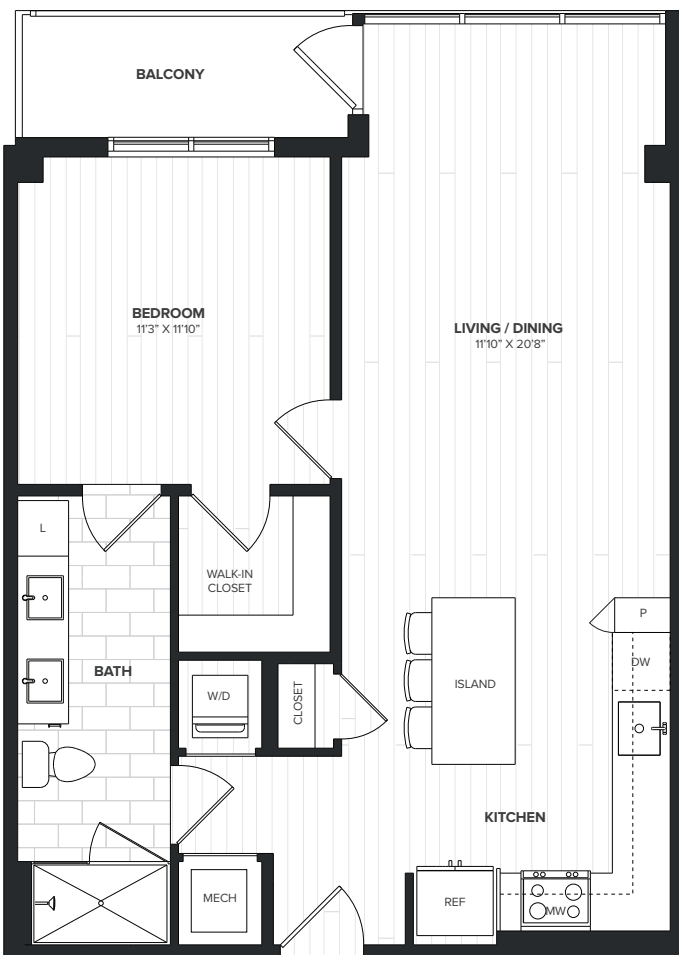 BALCONY
BEDROOM
11'3" X 11'10"
LIVING / DINING
11'10" X 20'8"
L
WALK-IN
CLOSET
P
DW
BATH
W/D
CLOSET
ISLAND
KITCHEN
MECH
REF
MW